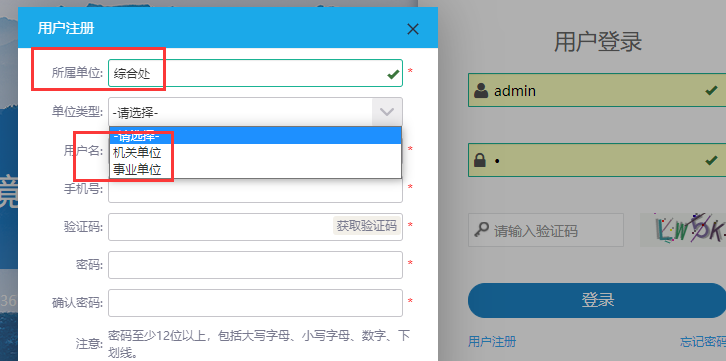 用户注册
所属单位: 综合处 *
单位类型: -请选择-
-请选择-
机关单位
事业单位
用户名: *
手机号: *
验证码: 获取验证码 *
密码: *
确认密码: *
注意: 密码至少12位以上，包括大写字母、小写字母、数字、下
划线。
36
用户登录
admin
请输入验证码
登录
用户注册
忘记密码